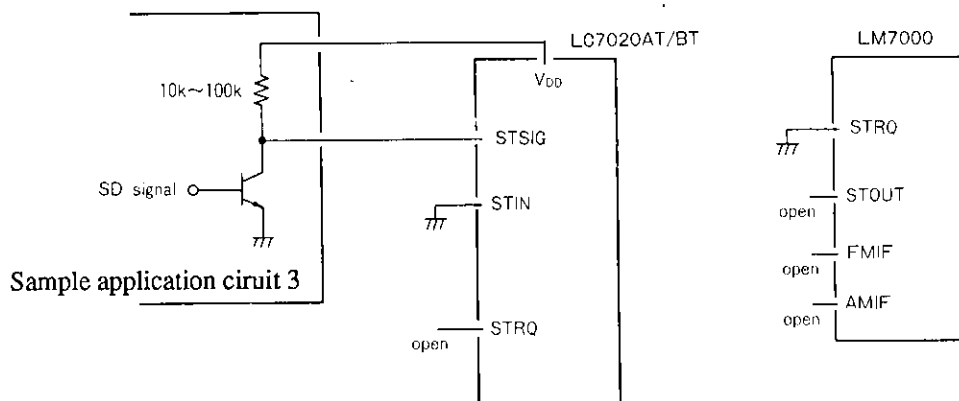 LC7020AT/BT
LM7000
VDD
10k～100k
STSIG
STRQ
SD signal
STIN
STOUT
open
FMIF
open
Sample application ciruit 3
AMIF
open
STRQ
open